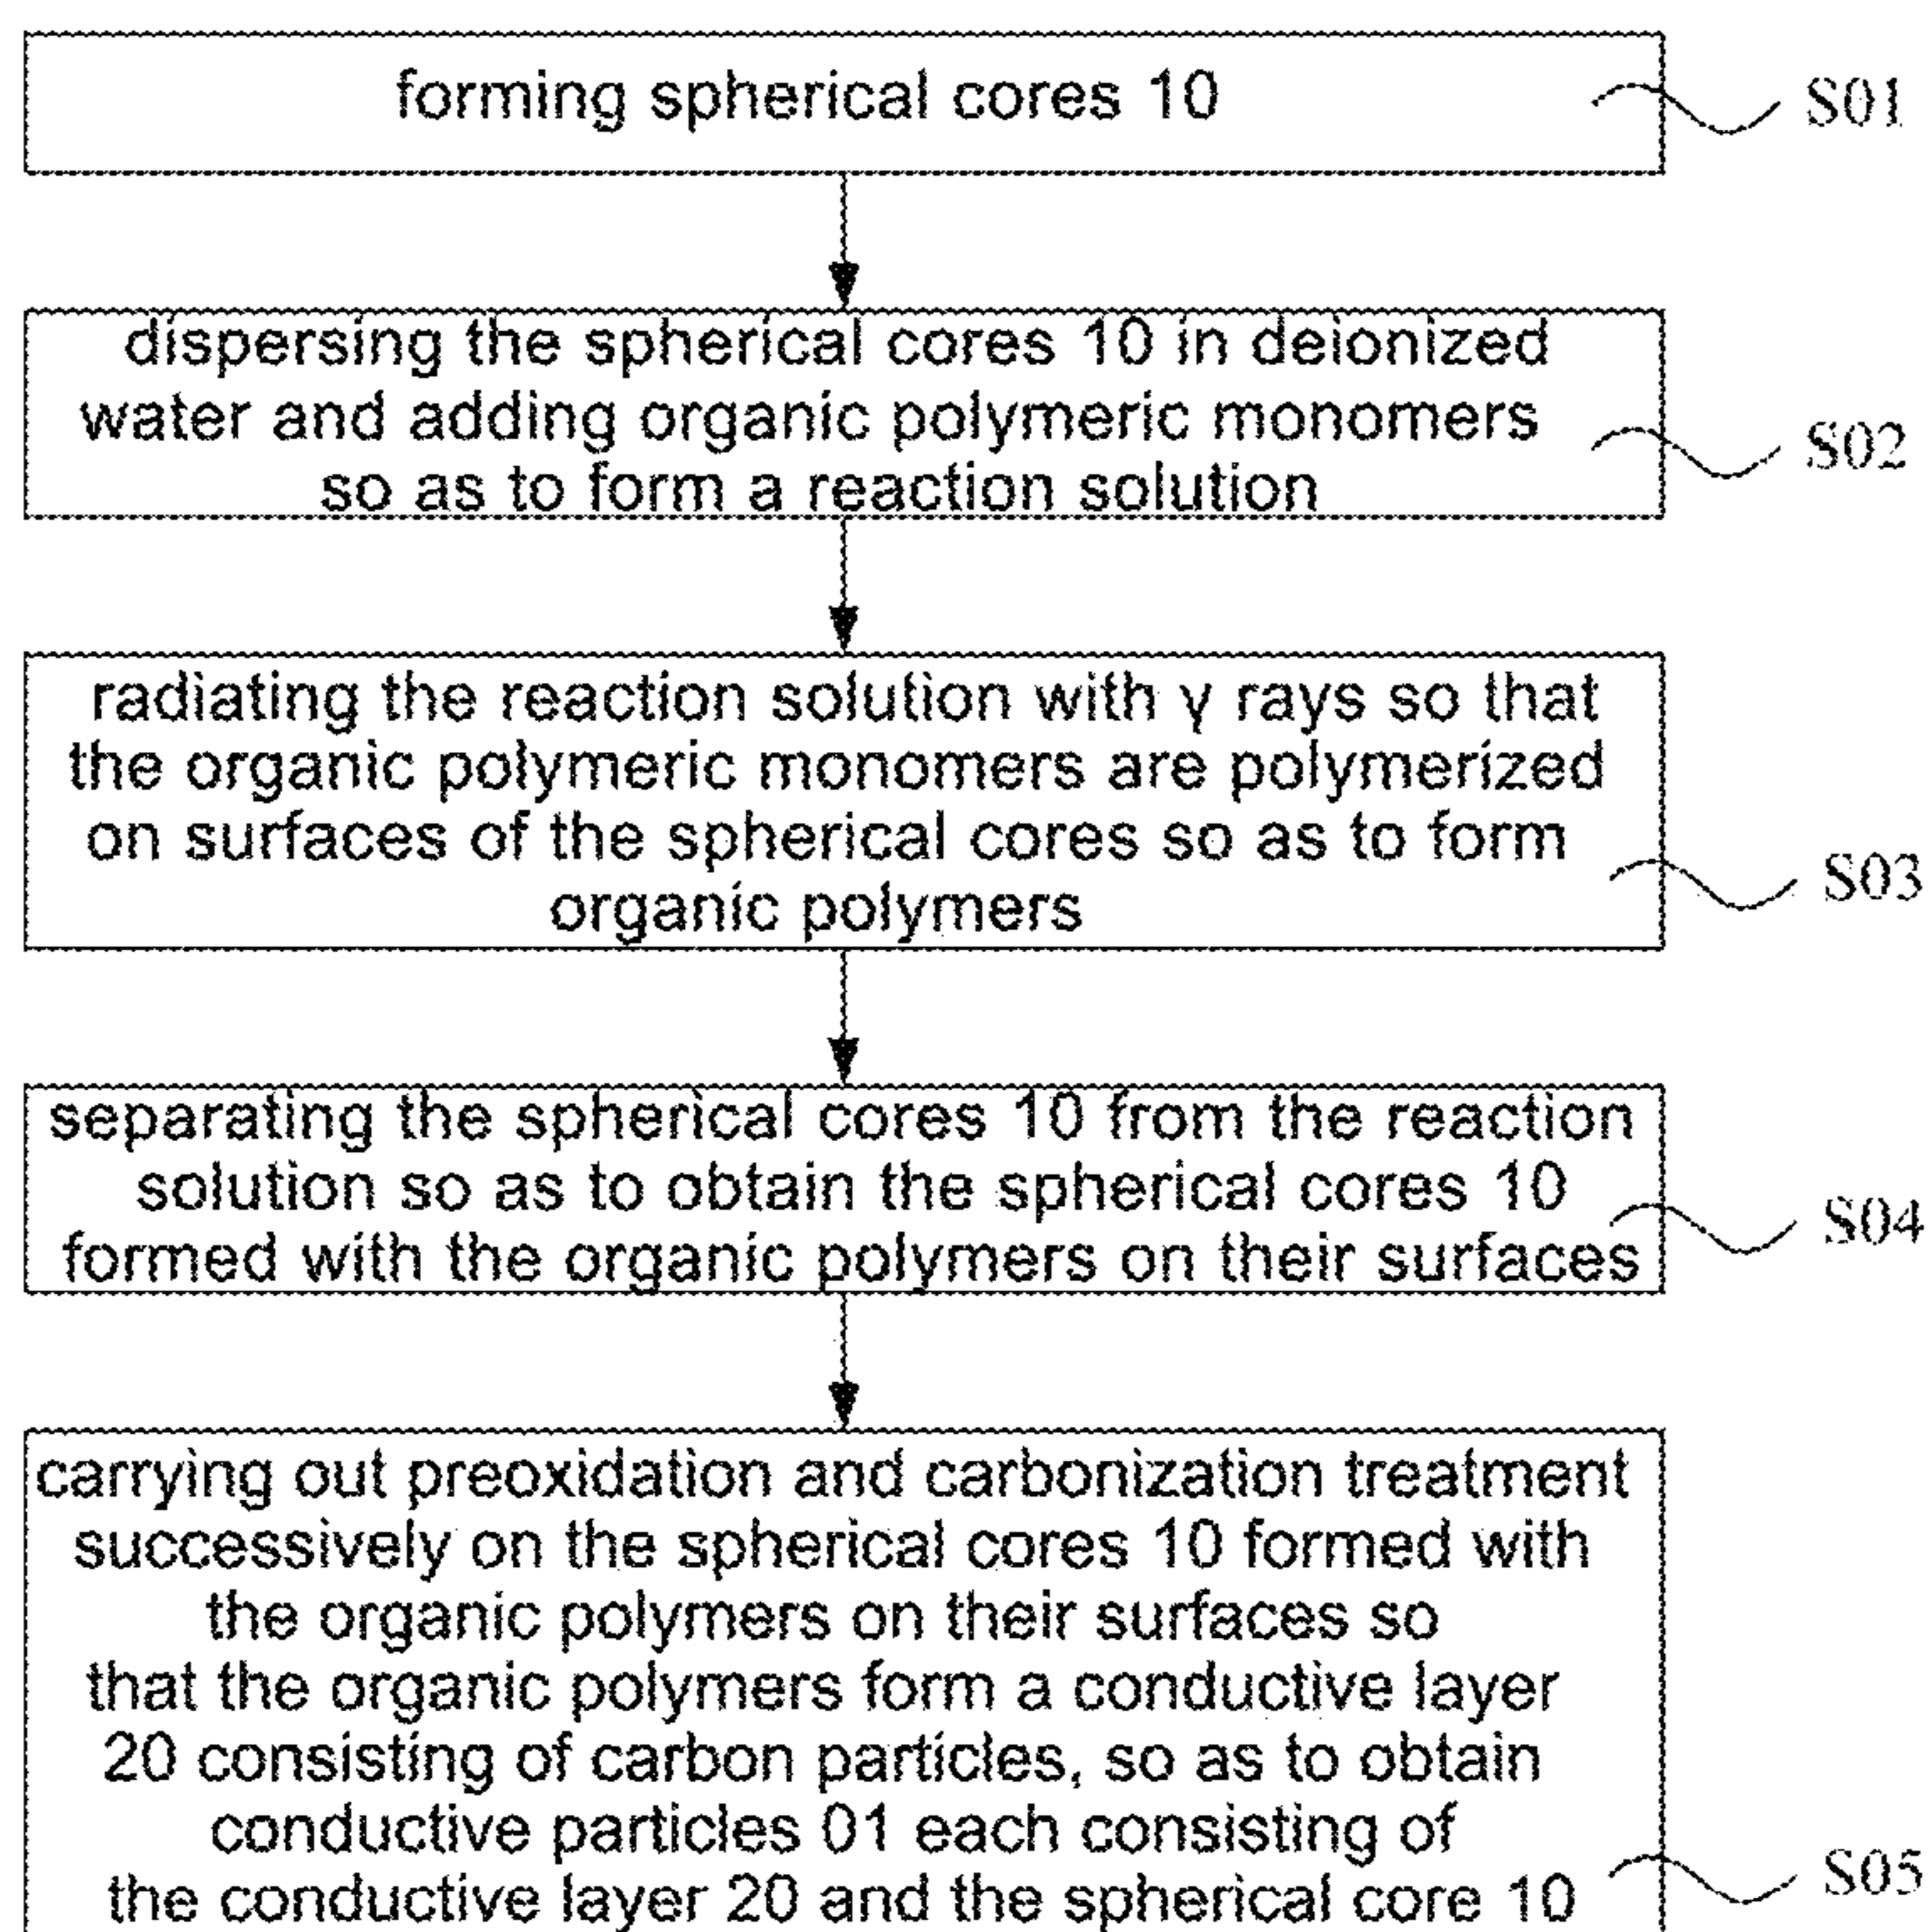 forming spherical cores 10
S01
dispersing the spherical cores 10 in deionized
water and adding organic polymeric monomers
so as to form a reaction solution
S02
radiating the reaction solution with γ rays so that
the organic polymeric monomers are polymerized
on surfaces of the spherical cores so as to form
organic polymers
S03
separating the spherical cores 10 from the reaction
solution so as to obtain the spherical cores 10
formed with the organic polymers on their surfaces
S04
carrying out preoxidation and carbonization treatment
successively on the spherical cores 10 formed with
the organic polymers on their surfaces so
that the organic polymers form a conductive layer
20 consisting of carbon particles, so as to obtain
conductive particles 01 each consisting of
the conductive layer 20 and the spherical core 10
S05